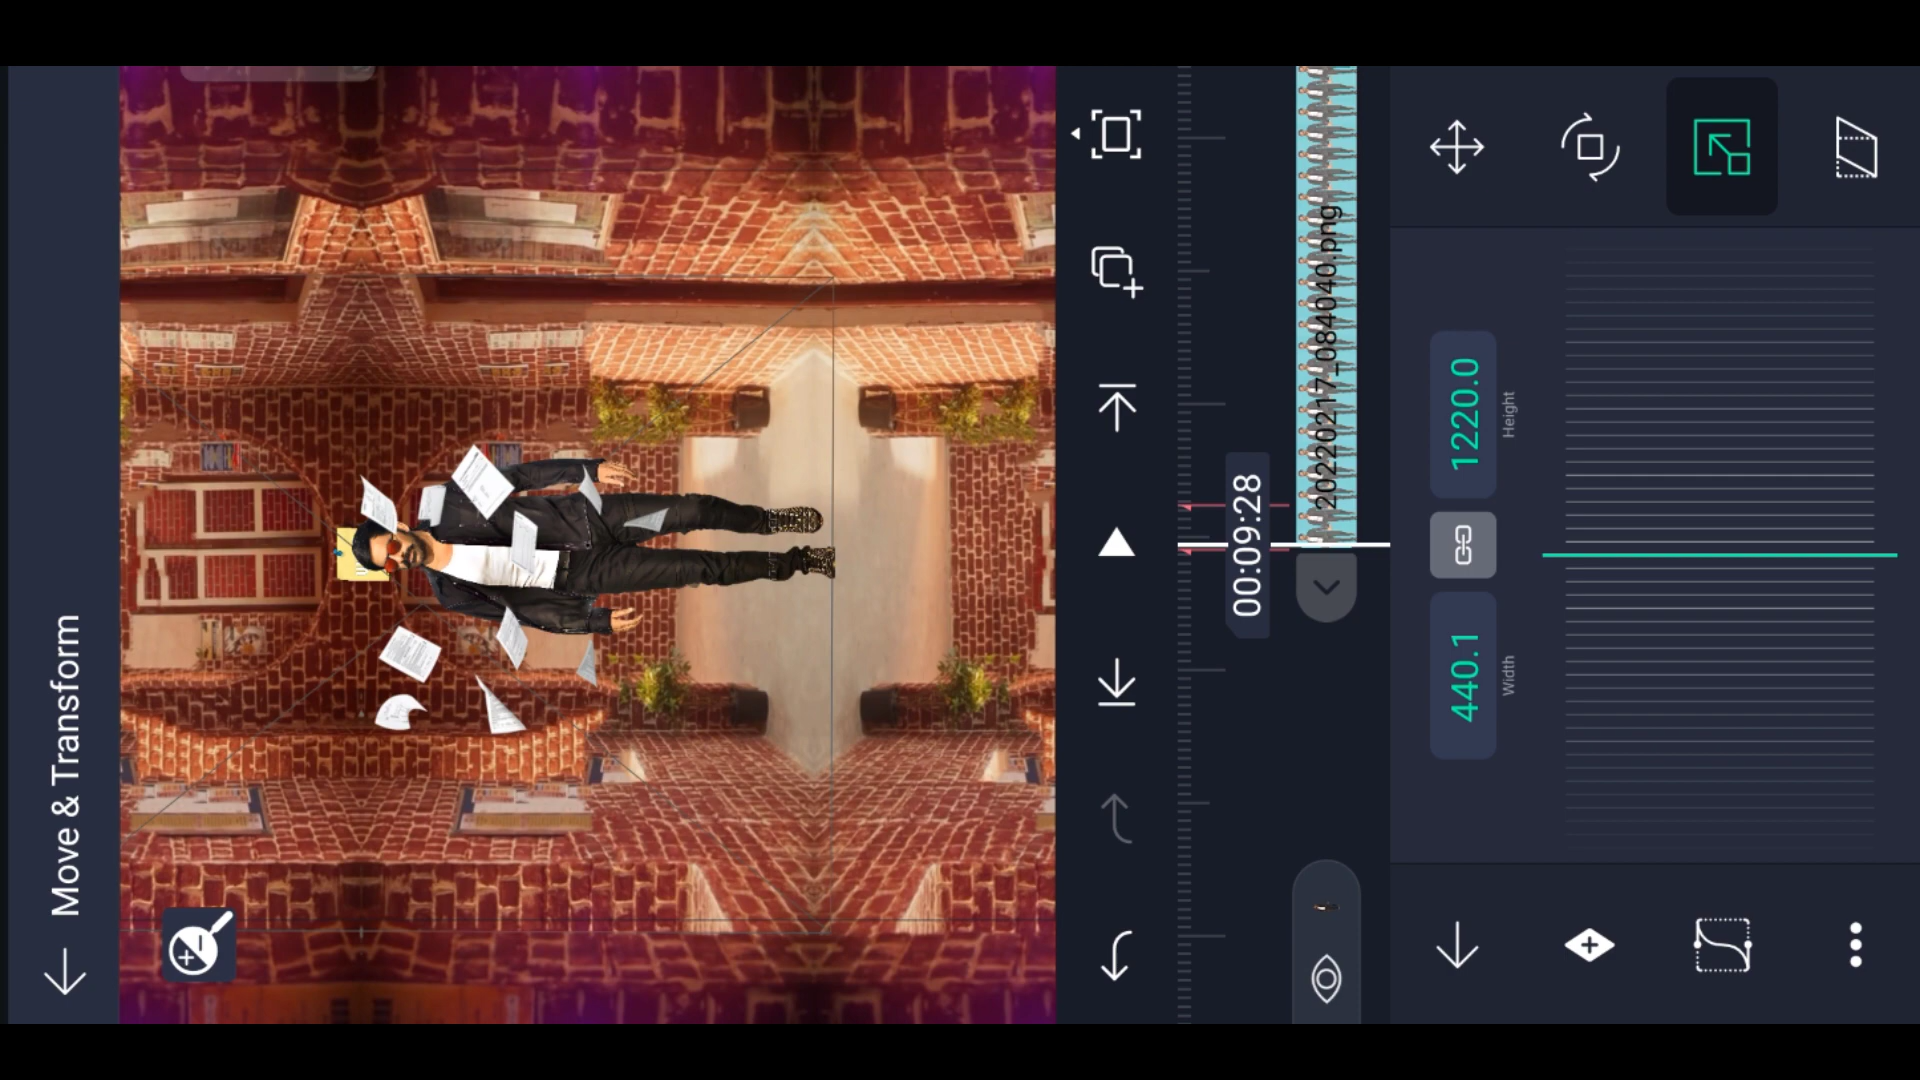 Move & Transform
00:09:28
20220217_084040.png
440.1
Width
1220.0
Height